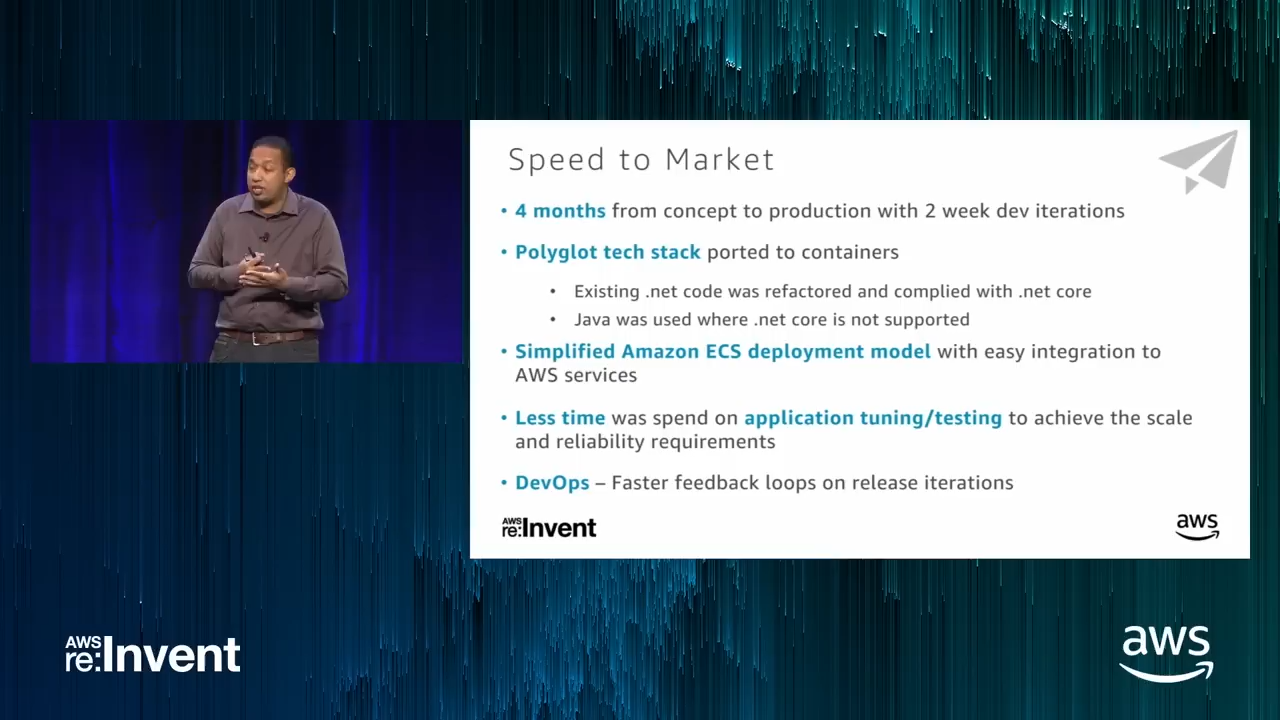 Speed to Market
• 4 months from concept to production with 2 week dev iterations
• Polyglot tech stack ported to containers
• Existing .net code was refactored and complied with .net core
• Java was used where .net core is not supported
• Simplified Amazon ECS deployment model with easy integration to
AWS services
• Less time was spend on application tuning/testing to achieve the scale
and reliability requirements
• DevOps – Faster feedback loops on release iterations
AWS
re:Invent
aws
AWS
re:Invent
aws